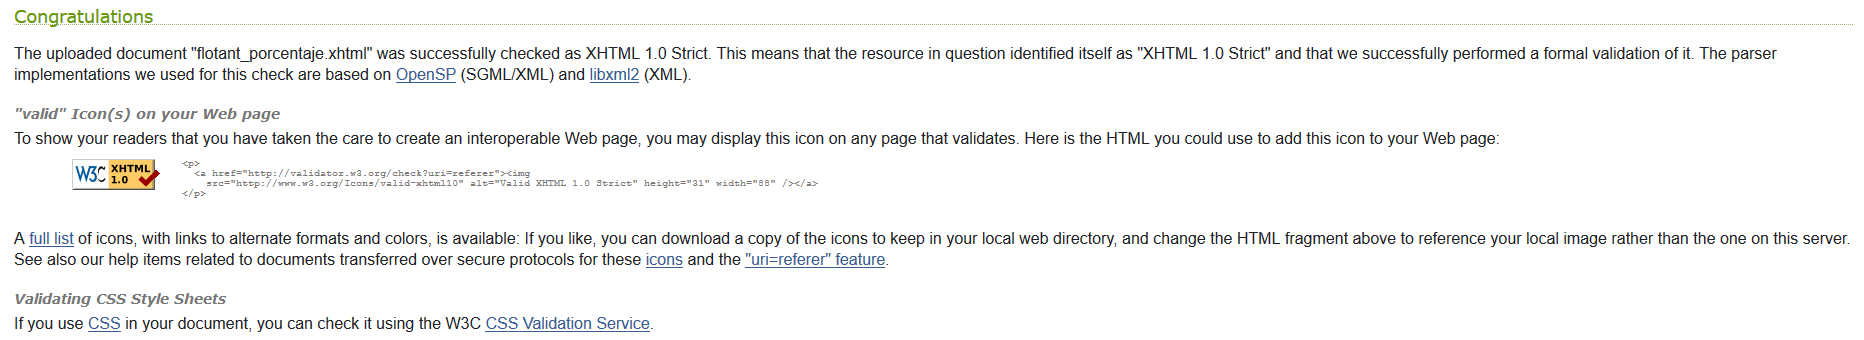 Congratulations
The uploaded document "flotant_porcentaje.xhtml" was successfully checked as XHTML 1.0 Strict. This means that the resource in question identified itself as "XHTML 1.0 Strict" and that we successfully performed a formal validation of it. The parser
implementations we used for this check are based on OpenSP (SGML/XML) and libxml2 (XML).
"valid" Icon(s) on your Web page
To show your readers that you have taken the care to create an interoperable Web page, you may display this icon on any page that validates. Here is the HTML you could use to add this icon to your Web page:
W3C XHTML 1.0
<p>
<a href="http://validator.w3.org/check?uri=referer"><img
src="http://www.w3.org/Icons/valid-xhtml10" alt="Valid XHTML 1.0 Strict" height="31" width="88" /></a>
</p>
A full list of icons, with links to alternate formats and colors, is available: If you like, you can download a copy of the icons to keep in your local web directory, and change the HTML fragment above to reference your local image rather than the one on this server.
See also our help items related to documents transferred over secure protocols for these icons and the "uri=referer" feature.
Validating CSS Style Sheets
If you use CSS in your document, you can check it using the W3C CSS Validation Service.